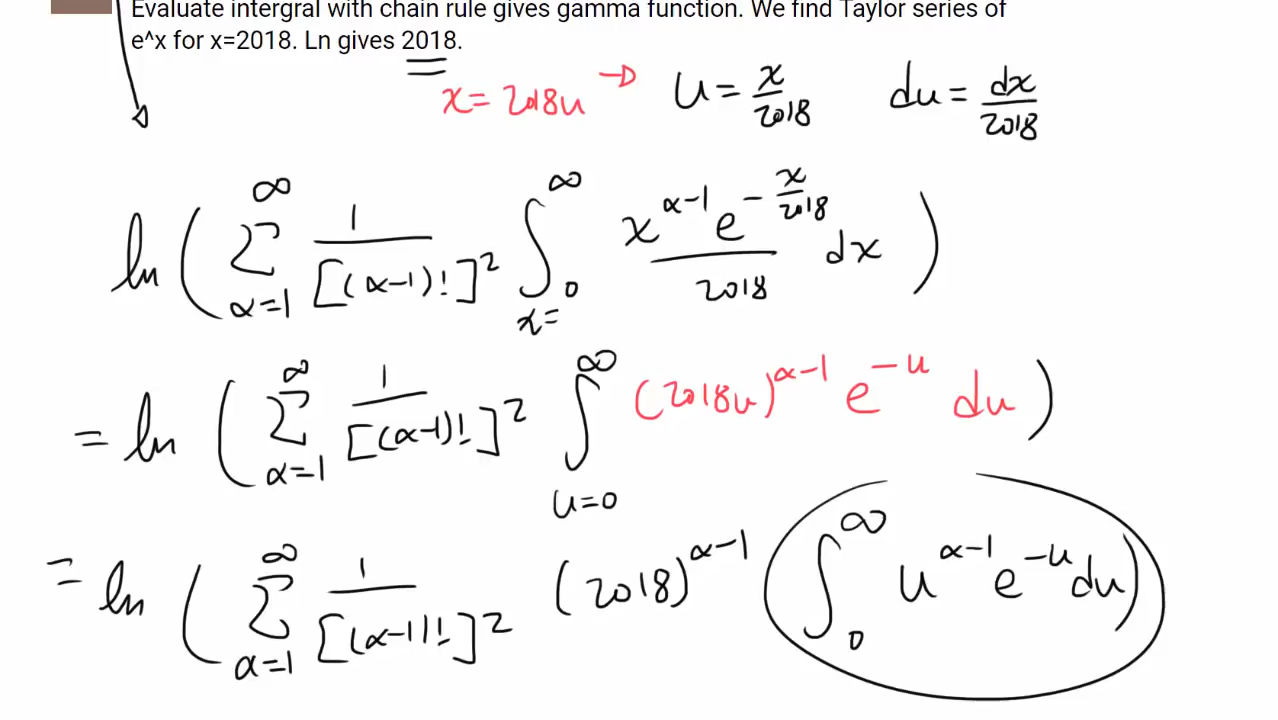 Evaluate intergral with chain rule gives gamma function. We find Taylor series of
e^x for x=2018. Ln gives 2018.
x = 2018u → u = x/2018 du = dx/2018
ln ( ∑_{α=1}^{∞} 1/[(α-1)!]^2 ∫_{x=0}^{∞} x^{α-1} e^{-x/2018}/2018 dx )
= ln ( ∑_{α=1}^{∞} 1/[(α-1)!]^2 ∫_{u=0}^{∞} (2018u)^{α-1} e^{-u} du )
= ln ( ∑_{α=1}^{∞} 1/[(α-1)!]^2 (2018)^{α-1} ∫_{0}^{∞} u^{α-1} e^{-u} du )